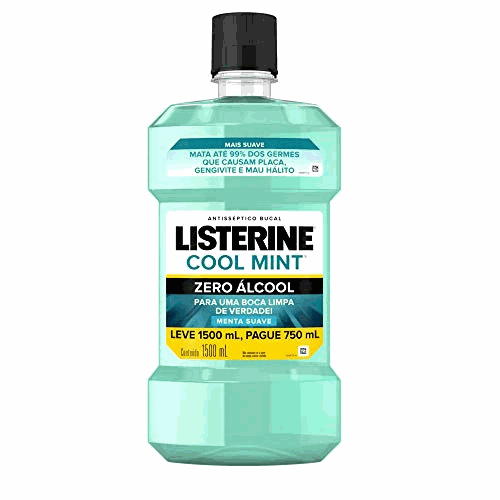 MAIS SUAVE
MATA ATÉ 99% DOS GERMES
QUE CAUSAM PLACA,
GENGIVITE E MAU HÁLITO
ANTISSÉPTICO BUCAL
LISTERINE
COOL MINT
ZERO ÁLCOOL
PARA UMA BOCA LIMPA
DE VERDADE!
MENTA SUAVE
LEVE 1500 mL, PAGUE 750 mL
Conteúdo 1500 mL